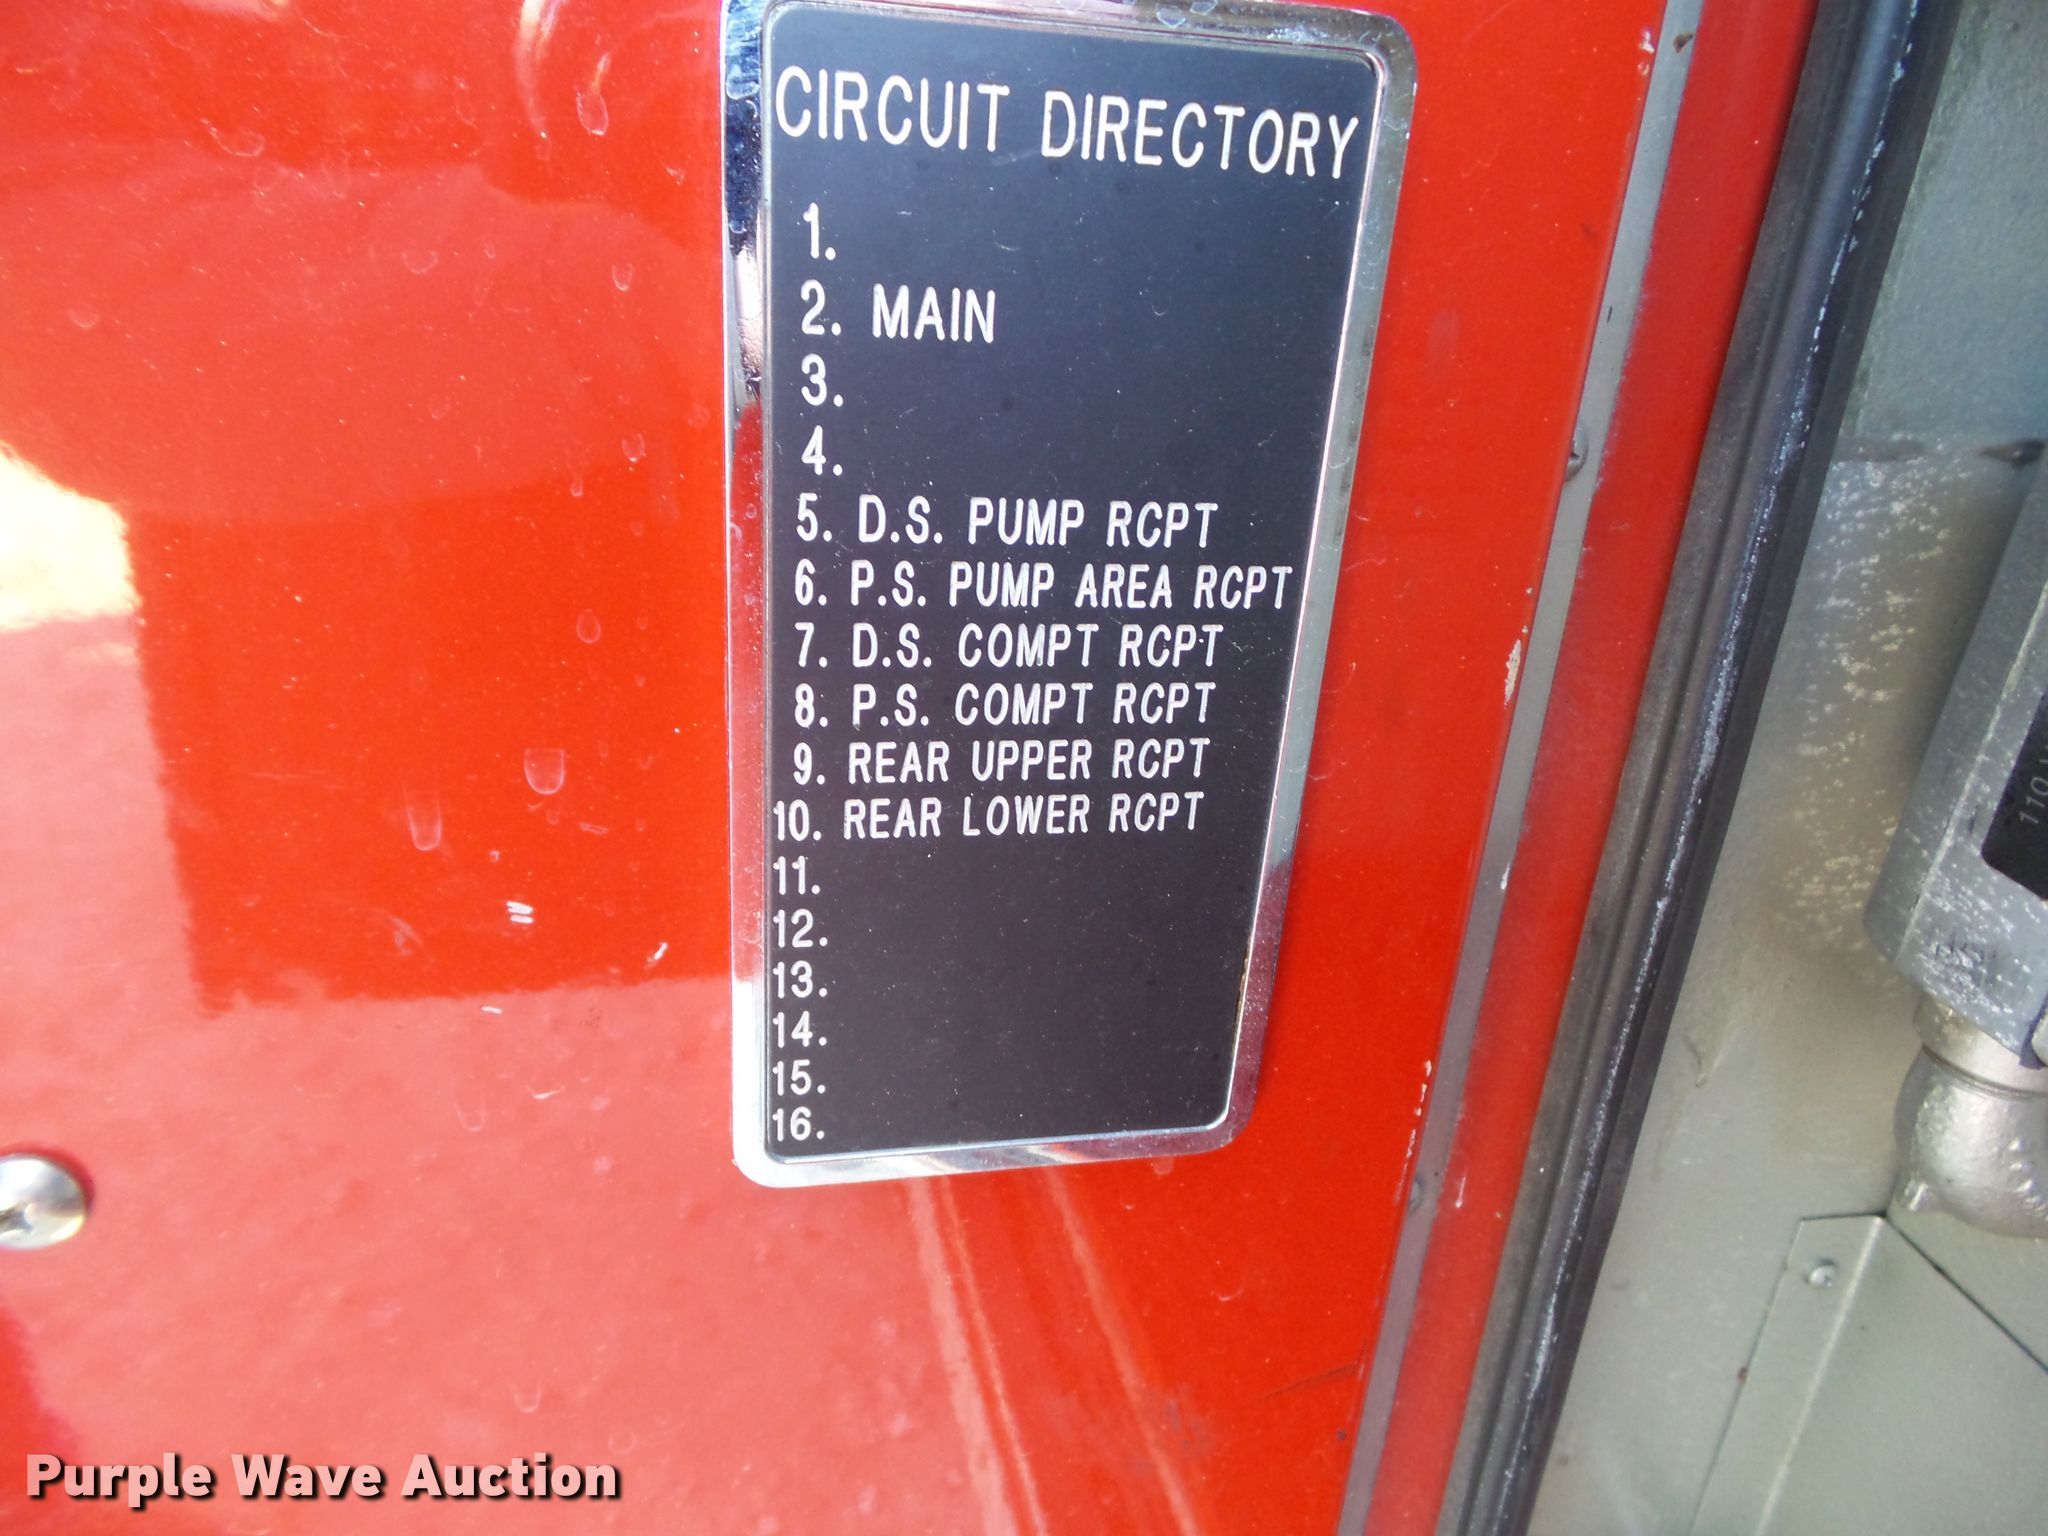 CIRCUIT DIRECTORY
1.
2. MAIN
3.
4.
5. D.S. PUMP RCPT
6. P.S. PUMP AREA RCPT
7. D.S. COMPT RCPT
8. P.S. COMPT RCPT
9. REAR UPPER RCPT
10. REAR LOWER RCPT
11.
12.
13.
14.
15.
16.
110
Purple Wave Auction